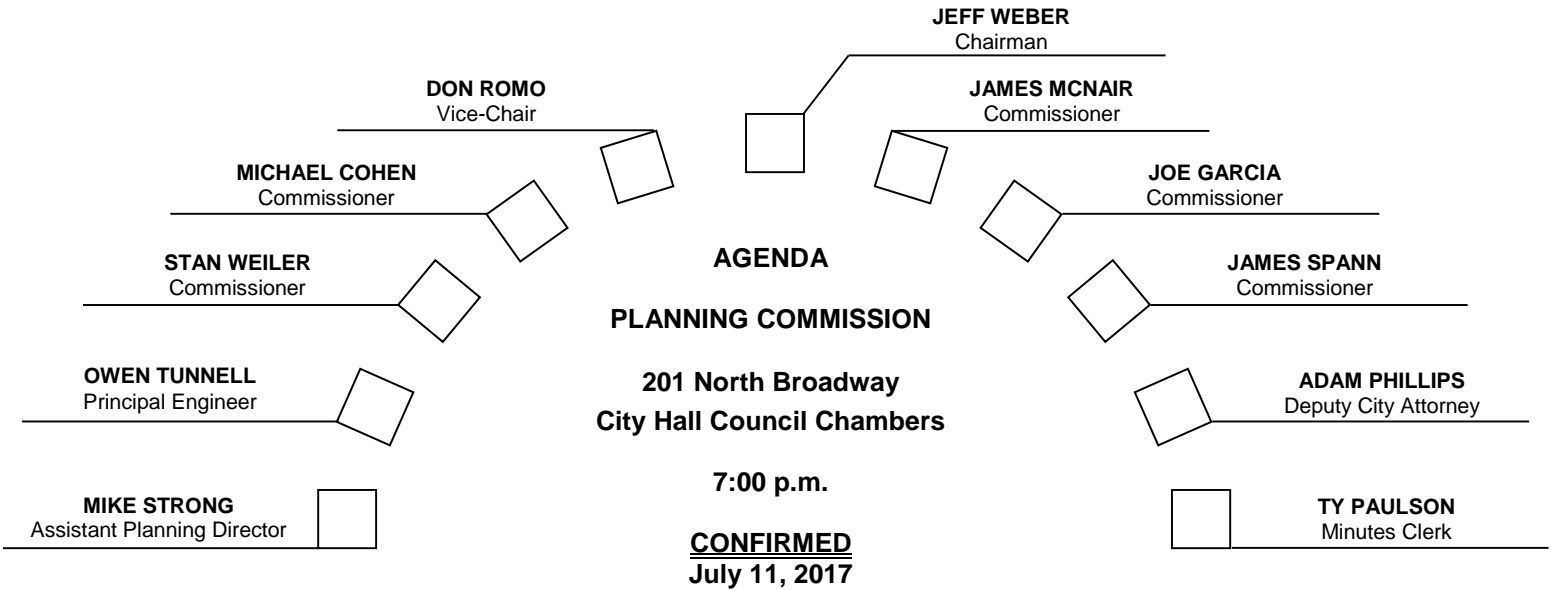 JEFF WEBER
Chairman
DON ROMO
Vice-Chair
JAMES MCNAIR
Commissioner
MICHAEL COHEN
Commissioner
JOE GARCIA
Commissioner
STAN WEILER
Commissioner
JAMES SPANN
Commissioner
OWEN TUNNELL
Principal Engineer
ADAM PHILLIPS
Deputy City Attorney
MIKE STRONG
Assistant Planning Director
TY PAULSON
Minutes Clerk
AGENDA
PLANNING COMMISSION
201 North Broadway
City Hall Council Chambers
7:00 p.m.
CONFIRMED
July 11, 2017